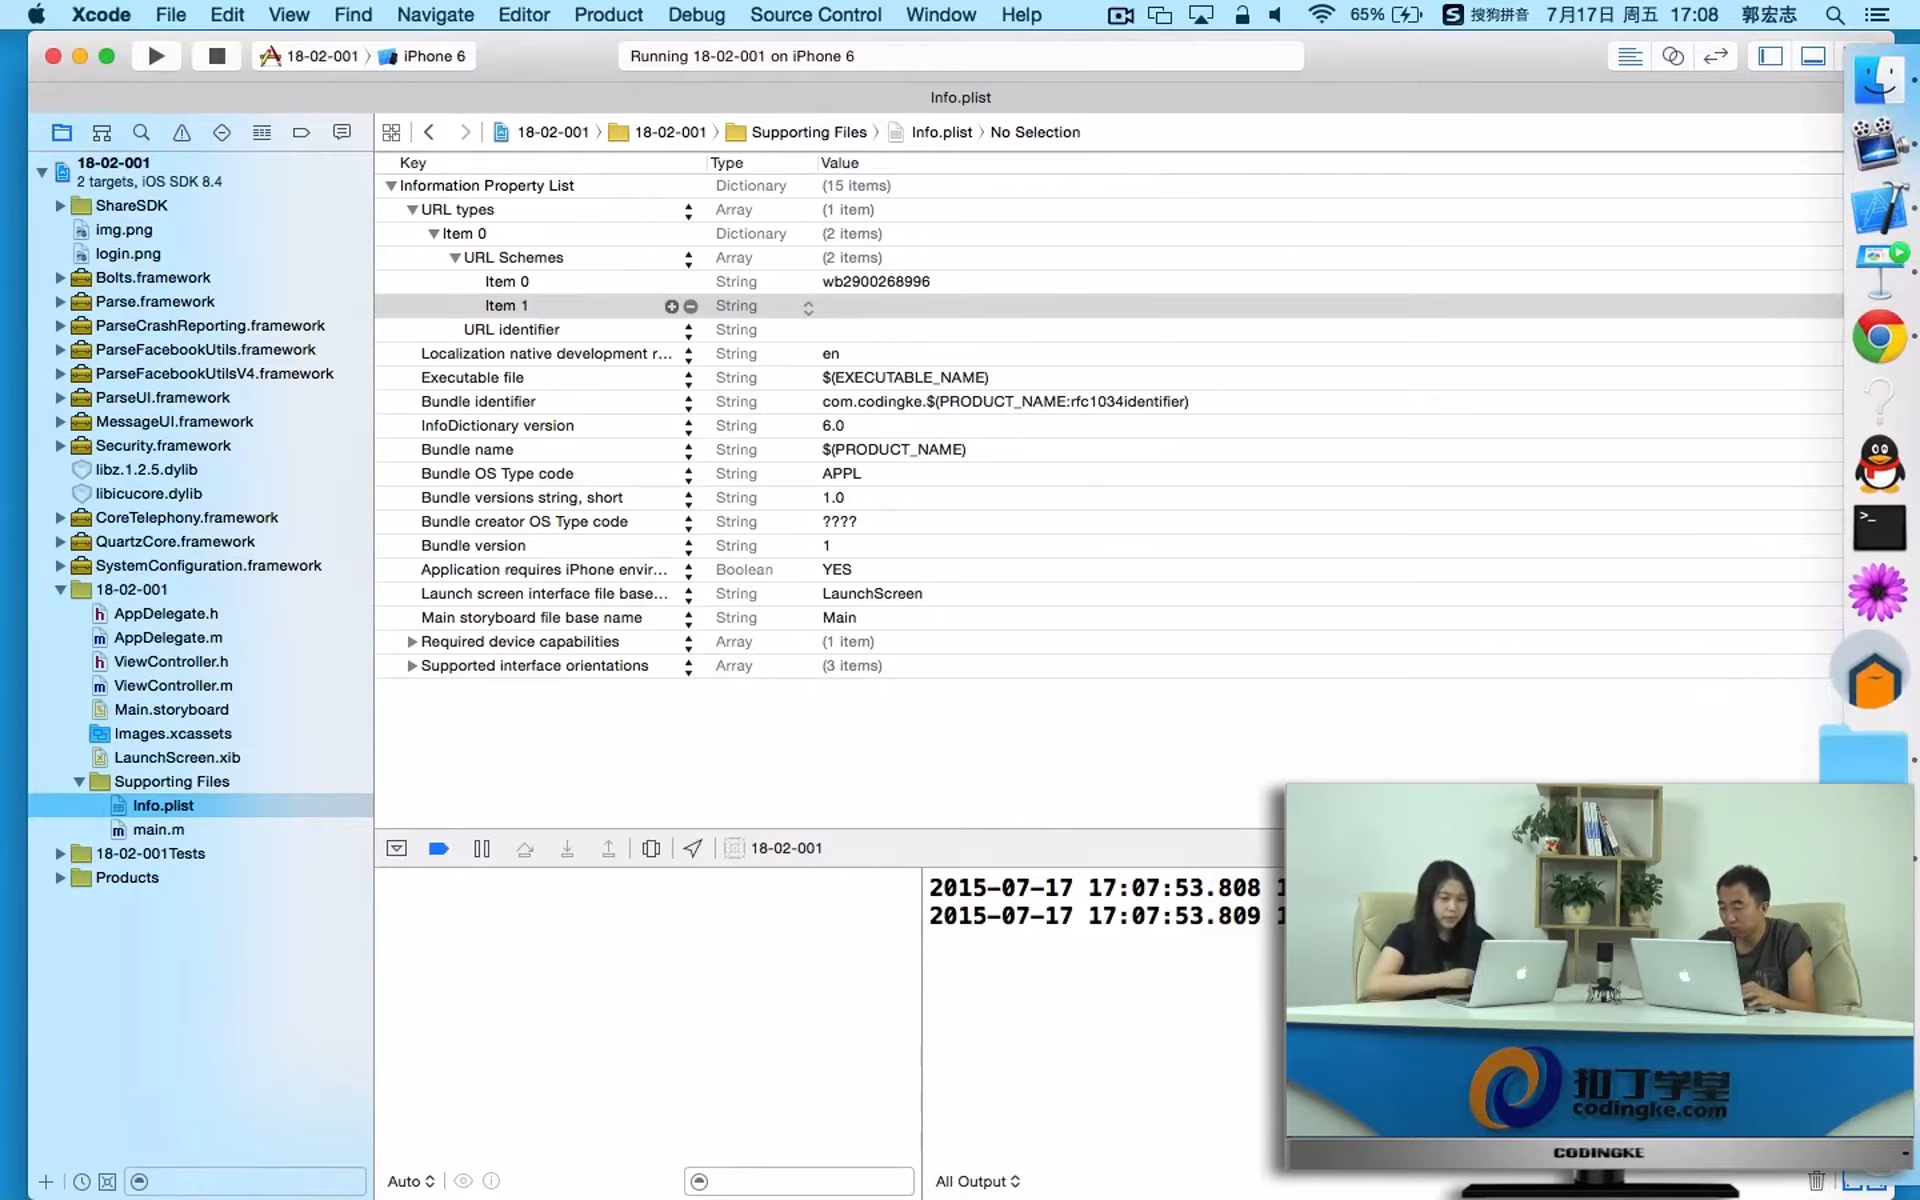 Xcode File Edit View Find Navigate Editor Product Debug Source Control Window Help 65% 搜狗拼音 7月17日 周五 17:08 郭宏志
18-02-001 iPhone 6 Running 18-02-001 on iPhone 6
Info.plist
18-02-001 18-02-001 Supporting Files Info.plist No Selection
18-02-001
2 targets, iOS SDK 8.4
ShareSDK
img.png
login.png
Bolts.framework
Parse.framework
ParseCrashReporting.framework
ParseFacebookUtils.framework
ParseFacebookUtilsV4.framework
ParseUI.framework
MessageUI.framework
Security.framework
libz.1.2.5.dylib
libicucore.dylib
CoreTelephony.framework
QuartzCore.framework
SystemConfiguration.framework
18-02-001
AppDelegate.h
AppDelegate.m
ViewController.h
ViewController.m
Main.storyboard
Images.xcassets
LaunchScreen.xib
Supporting Files
Info.plist
main.m
18-02-001Tests
Products
Key Type Value
Information Property List Dictionary (15 items)
URL types Array (1 item)
Item 0 Dictionary (2 items)
URL Schemes Array (2 items)
Item 0 String wb2900268996
Item 1 String
URL identifier String
Localization native development r... String en
Executable file String $(EXECUTABLE_NAME)
Bundle identifier String com.codingke.$(PRODUCT_NAME:rfc1034identifier)
InfoDictionary version String 6.0
Bundle name String $(PRODUCT_NAME)
Bundle OS Type code String APPL
Bundle versions string, short String 1.0
Bundle creator OS Type code String ????
Bundle version String 1
Application requires iPhone envir... Boolean YES
Launch screen interface file base... String LaunchScreen
Main storyboard file base name String Main
Required device capabilities Array (1 item)
Supported interface orientations Array (3 items)
18-02-001
2015-07-17 17:07:53.808 1
2015-07-17 17:07:53.809 1
Auto All Output
扣丁学堂
codingke.com
CODINGKE